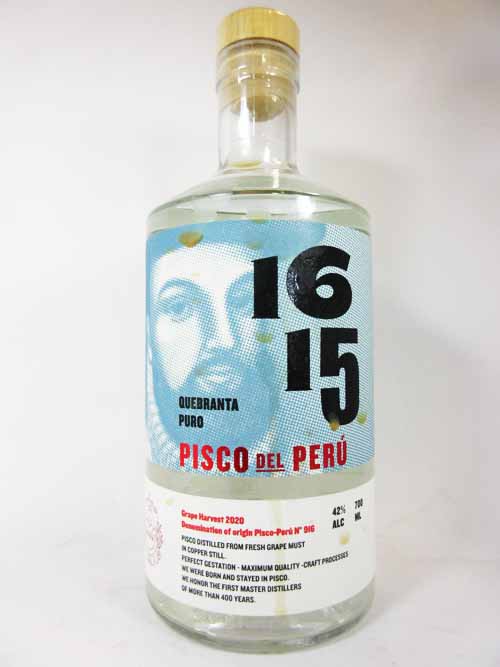 16
15
QUEBRANTA
PURO
PISCO DEL PERÚ
Grape Harvest 2020
Denomination of origin Pisco-Perú N° 916
42% 700
ALC ML
PISCO DISTILLED FROM FRESH GRAPE MUST
IN COPPER STILL.
PERFECT GESTATION - MAXIMUM QUALITY -CRAFT PROCESSES
WE WERE BORN AND STAYED IN PISCO.
WE HONOR THE FIRST MASTER DISTILLERS
OF MORE THAN 400 YEARS.